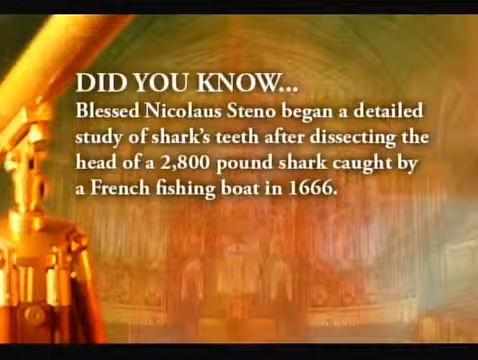 DID YOU KNOW...
Blessed Nicolaus Steno began a detailed
study of shark's teeth after dissecting the
head of a 2,800 pound shark caught by
a French fishing boat in 1666.